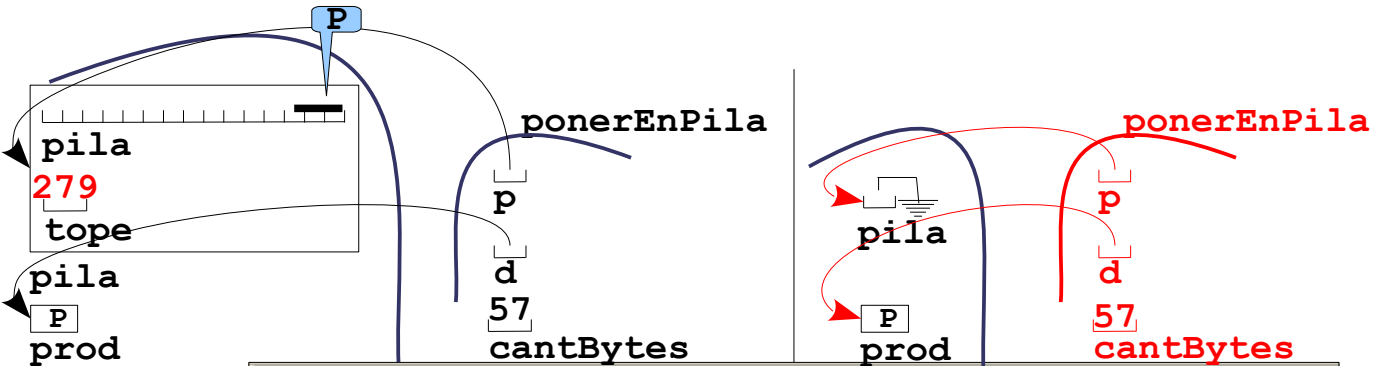 P
ponerEnPila
pila
279
tope
pila
P
prod
p
d
57
cantBytes
ponerEnPila
pila
P
prod
p
d
57
cantBytes